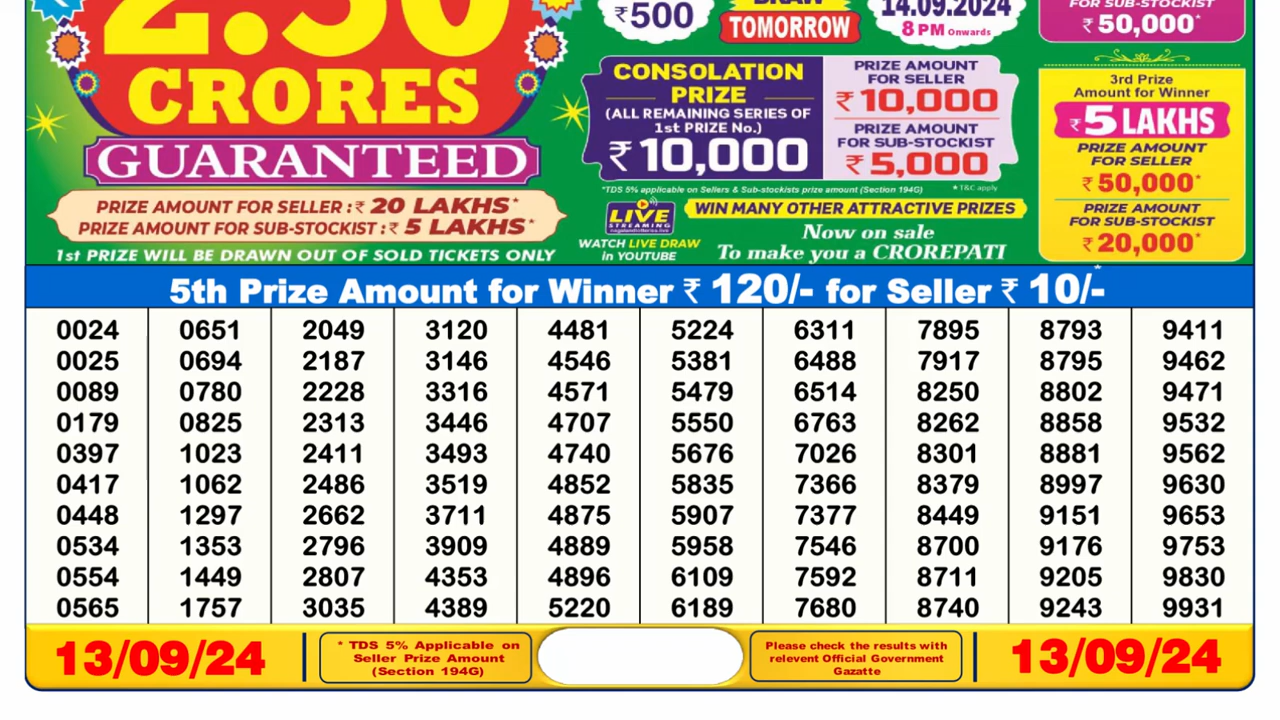 2.50
CRORES
GUARANTEED
PRIZE AMOUNT FOR SELLER :₹ 20 LAKHS*
PRIZE AMOUNT FOR SUB-STOCKIST :₹ 5 LAKHS*
1st PRIZE WILL BE DRAWN OUT OF SOLD TICKETS ONLY
₹500
DRAW
TOMORROW
14.09.2024
8 PM Onwards
CONSOLATION
PRIZE
(ALL REMAINING SERIES OF
1st PRIZE No.)
₹10,000
PRIZE AMOUNT
FOR SELLER
₹10,000
PRIZE AMOUNT
FOR SUB-STOCKIST
₹5,000
*TDS 5% applicable on Sellers & Sub-stockists prize amount (Section 194G)
★T&C apply
LIVE
STREAMING
WATCH LIVE DRAW
in YOUTUBE
WIN MANY OTHER ATTRACTIVE PRIZES
Now on sale
To make you a CROREPATI
FOR SUB-STOCKIST
₹50,000*
3rd Prize
Amount for Winner
₹5 LAKHS
PRIZE AMOUNT
FOR SELLER
₹50,000*
PRIZE AMOUNT
FOR SUB-STOCKIST
₹20,000*
5th Prize Amount for Winner ₹ 120/- for Seller ₹ 10/-*
0024 0651 2049 3120 4481 5224 6311 7895 8793 9411
0025 0694 2187 3146 4546 5381 6488 7917 8795 9462
0089 0780 2228 3316 4571 5479 6514 8250 8802 9471
0179 0825 2313 3446 4707 5550 6763 8262 8858 9532
0397 1023 2411 3493 4740 5676 7026 8301 8881 9562
0417 1062 2486 3519 4852 5835 7366 8379 8997 9630
0448 1297 2662 3711 4875 5907 7377 8449 9151 9653
0534 1353 2796 3909 4889 5958 7546 8700 9176 9753
0554 1449 2807 4353 4896 6109 7592 8711 9205 9830
0565 1757 3035 4389 5220 6189 7680 8740 9243 9931
13/09/24
* TDS 5% Applicable on
Seller Prize Amount
(Section 194G)
Please check the results with
relevent Official Government
Gazatte
13/09/24